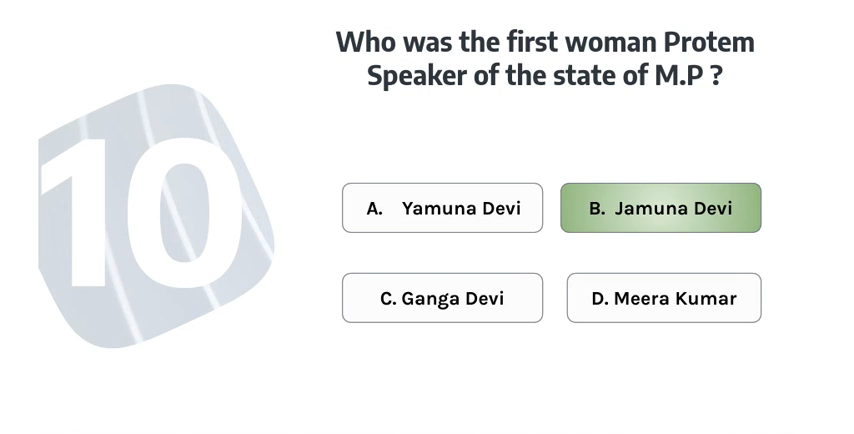 Who was the first woman Protem
Speaker of the state of M.P ?
10
A. Yamuna Devi
B. Jamuna Devi
C. Ganga Devi
D. Meera Kumar